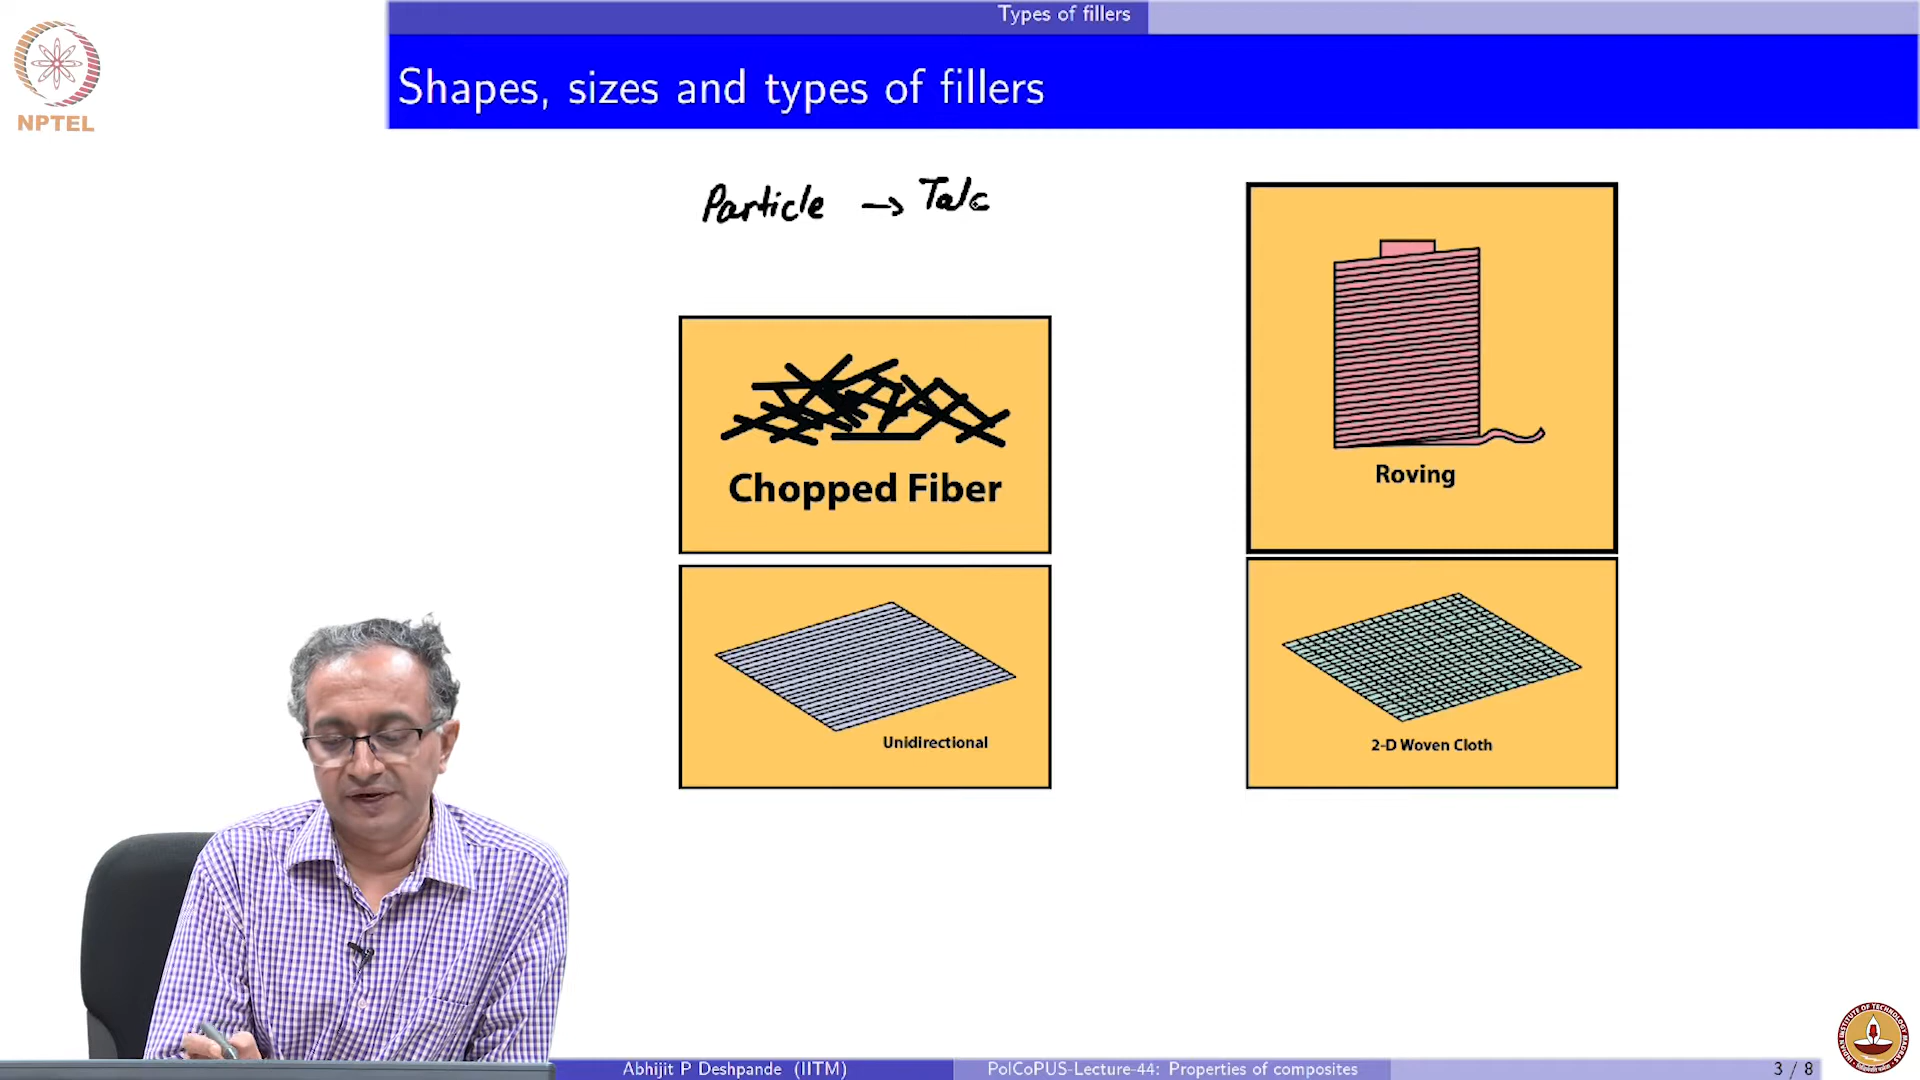 Types of fillers
Shapes, sizes and types of fillers
NPTEL
Particle → Talc
Chopped Fiber
Roving
Unidirectional
2-D Woven Cloth
Abhijit P Deshpande (IITM)
PolCoPUS-Lecture-44: Properties of composites
3 / 8